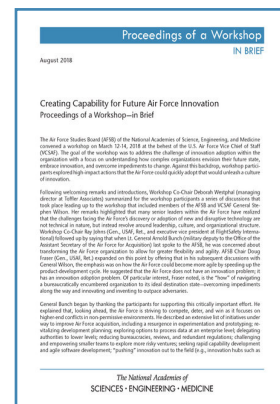 Proceedings of a Workshop
IN BRIEF
August 2018
Creating Capability for Future Air Force Innovation
Proceedings of a Workshop—in Brief
The Air Force Studies Board (AFSB) of the National Academies of Science, Engineering, and Medicine
convened a workshop on March 12-14, 2018 at the behest of the U.S. Air Force Vice Chief of Staff
(VCSAF). The goal of the workshop was to address the challenge of innovation adoption within the
organization with a focus on understanding how complex organizations envision their future state,
embrace innovation, and overcome impediments to change. Against this backdrop, workshop partici-
pants explored high-impact actions that the Air Force could quickly adopt that would unleash a culture
of innovation.
Following welcoming remarks and introductions, Workshop Co-Chair Deborah Westphal (managing
director at Toffler Associates) summarized for the workshop participants a series of discussions that
took place leading up to the workshop that included members of the AFSB and VCSAF General Ste-
phen Wilson. Her remarks highlighted that many senior leaders within the Air Force have realized
that the challenges facing the Air Force's discovery or adoption of new and disruptive technology are
not technical in nature, but instead revolve around leadership, culture, and organizational structure.
Workshop Co-Chair Ray Johns (Gen., USAF, Ret., and executive vice president at FlightSafety Interna-
tional) followed up by saying that when Lt. General Arnold Bunch (military deputy to the Office of the
Assistant Secretary of the Air Force for Acquisition) last spoke to the AFSB, he was concerned about
transforming the Air Force organization to allow for greater flexibility and agility. AFSB Chair Doug
Fraser (Gen., USAF, Ret.) expanded on this point by offering that in his subsequent discussions with
General Wilson, the emphasis was on how the Air Force could become more agile by speeding up the
product development cycle. He suggested that the Air Force does not have an innovation problem; it
has an innovation adoption problem. Of particular interest, Fraser noted, is the "how" of navigating
a bureaucratically encumbered organization to its ideal destination state—overcoming impediments
along the way and innovating and inventing to outpace adversaries.
General Bunch began by thanking the participants for supporting this critically important effort. He
explained that, looking ahead, the Air Force is striving to compete, deter, and win as it focuses on
higher-end conflicts in non-permissive environments. He described an extensive list of initiatives under
way to improve Air Force acquisition, including a resurgence in experimentation and prototyping; re-
vitalizing development planning; exploring options to process data at an enterprise level; delegating
authorities to lower levels; reducing bureaucracies, reviews, and redundant regulations; challenging
and empowering smaller teams to explore more risky ventures; seeking rapid development capability
and agile software development; "pushing" innovation out to the field (e.g., innovation hubs such as
The National Academies of
SCIENCES • ENGINEERING • MEDICINE